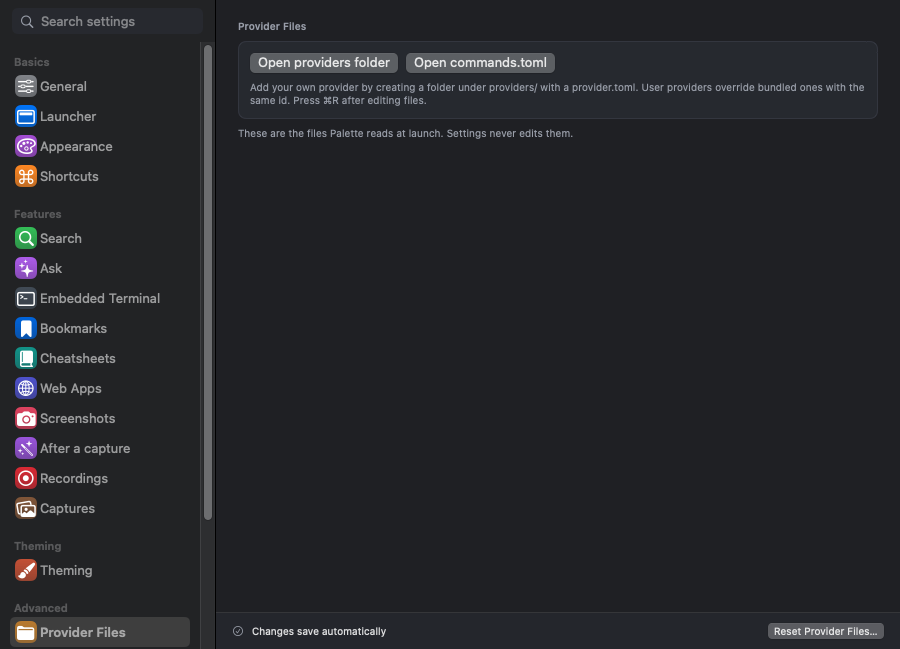 Search settings
Basics
General
Launcher
Appearance
Shortcuts
Features
Search
Ask
Embedded Terminal
Bookmarks
Cheatsheets
Web Apps
Screenshots
After a capture
Recordings
Captures
Theming
Theming
Advanced
Provider Files
Provider Files
Open providers folder
Open commands.toml
Add your own provider by creating a folder under providers/ with a provider.toml. User providers override bundled ones with the
same id. Press ⌘R after editing files.
These are the files Palette reads at launch. Settings never edits them.
Changes save automatically
Reset Provider Files...